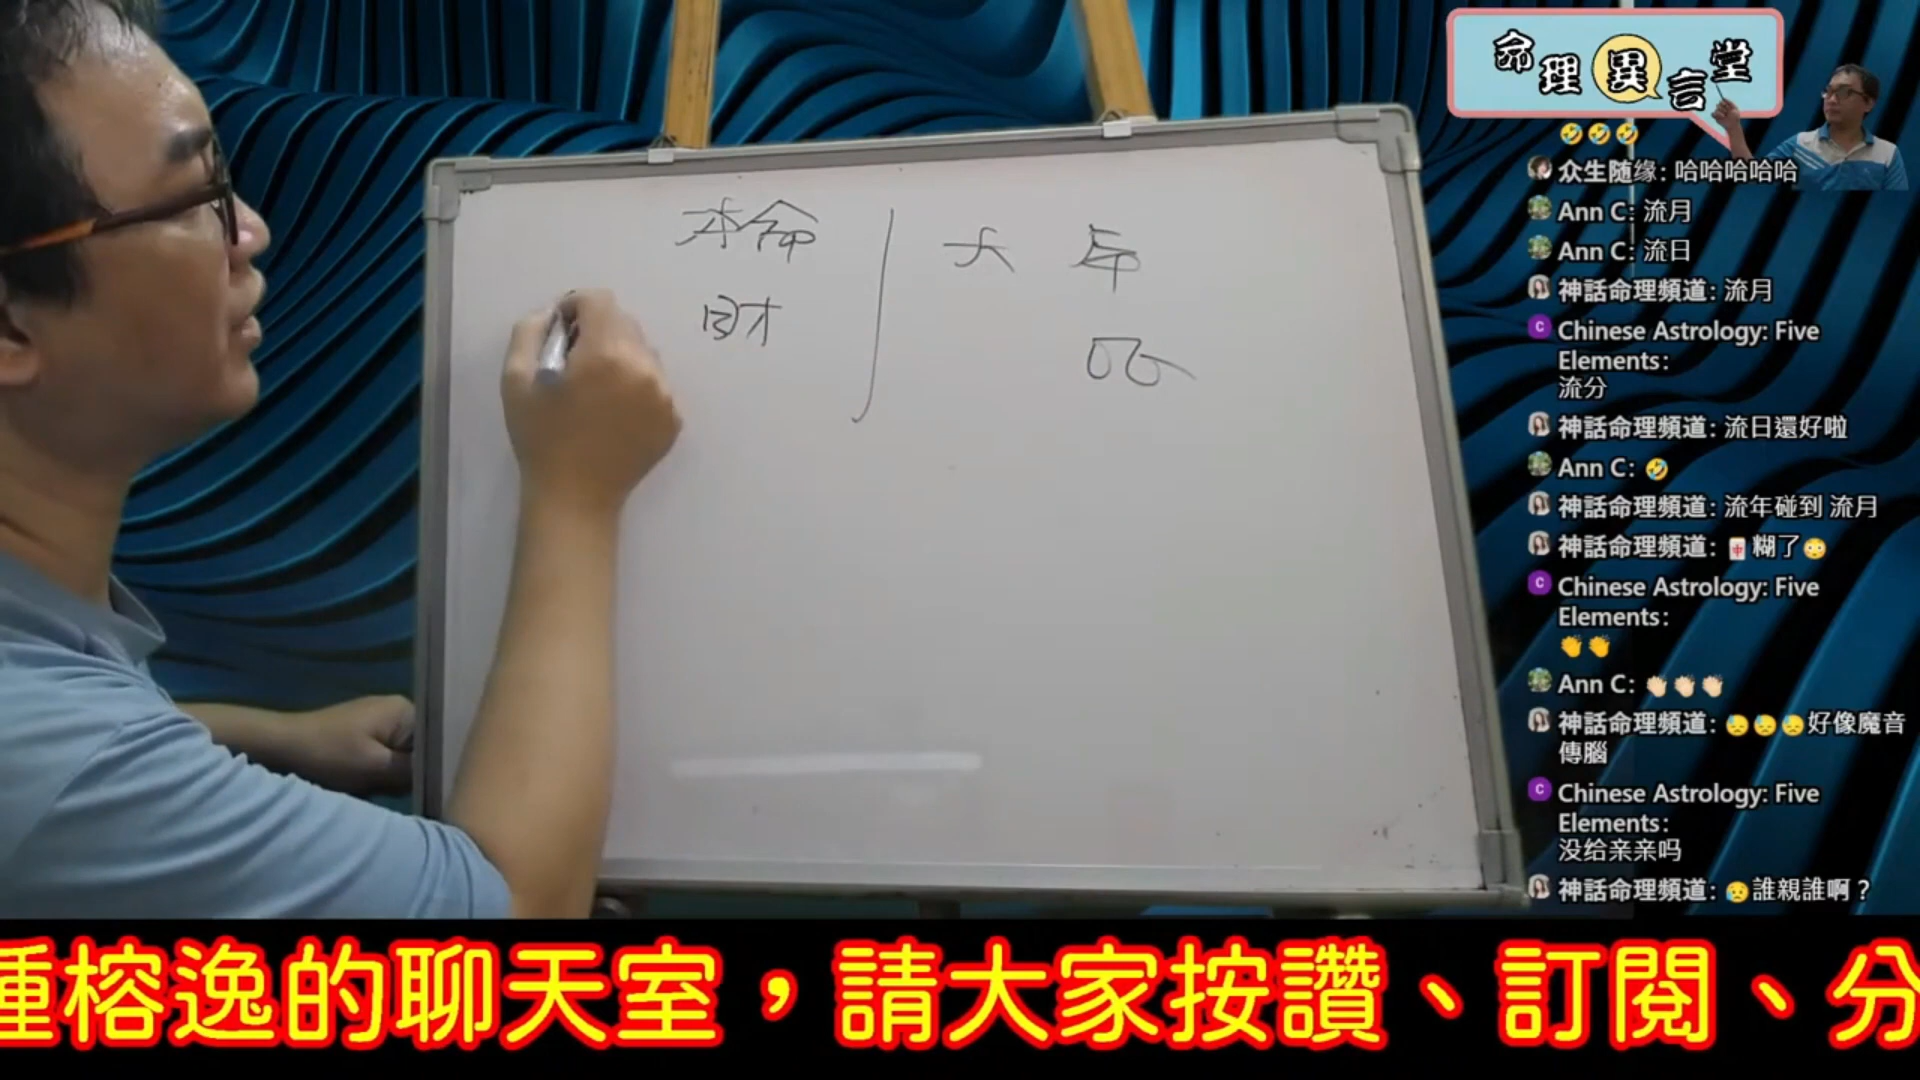 本命 大 年
財 吅
命理異言堂
众生随缘: 哈哈哈哈哈
Ann C: 流月
Ann C: 流日
神話命理頻道: 流月
Chinese Astrology: Five
Elements:
流分
神話命理頻道: 流日還好啦
Ann C: 🤣
神話命理頻道: 流年碰到 流月
神話命理頻道: 🀄糊了😳
Chinese Astrology: Five
Elements:
👏👏
Ann C: 👏🏻👏🏻👏🏻
神話命理頻道: 😓😓😓好像魔音
傳腦
Chinese Astrology: Five
Elements:
没给亲亲吗
神話命理頻道: 😥誰親誰啊？
榕逸的聊天室，請大家按讚、訂閱、分